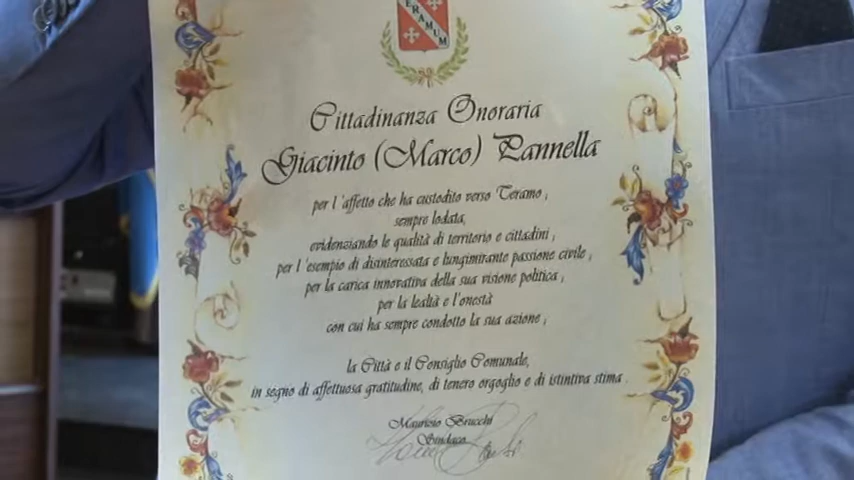 TERAMUM
Cittadinanza Onoraria
Giacinto (Marco) Pannella
per l'affetto che ha custodito verso Teramo,
sempre lodata,
evidenziando le qualità di territorio e cittadini,
per l'esempio di disinteressata e lungimirante passione civile,
per la carica innovativa della sua visione politica,
per la lealtà e l'onestà
con cui ha sempre condotto la sua azione,
la Città e il Consiglio Comunale,
in segno di affettuosa gratitudine, di tenero orgoglio e di istintiva stima.
Maurizio Brucchi
Sindaco